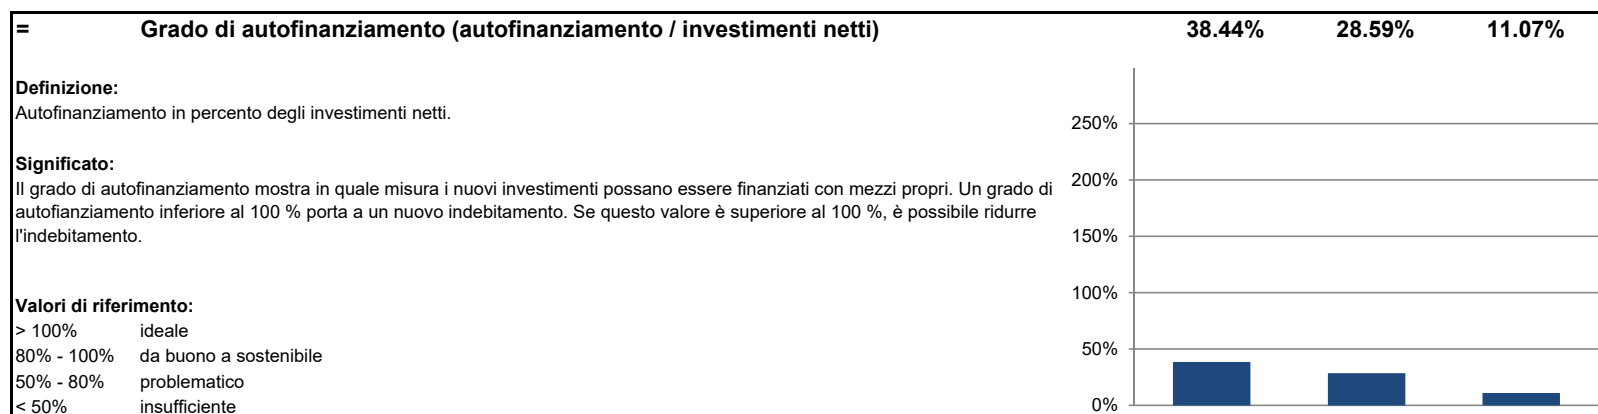 = Grado di autofinanziamento (autofinanziamento / investimenti netti) 38.44% 28.59% 11.07%
Definizione:
Autofinanziamento in percento degli investimenti netti.
Significato:
Il grado di autofinanziamento mostra in quale misura i nuovi investimenti possano essere finanziati con mezzi propri. Un grado di
autofianziamento inferiore al 100 % porta a un nuovo indebitamento. Se questo valore è superiore al 100 %, è possibile ridurre
l'indebitamento.
Valori di riferimento:
> 100% ideale
80% - 100% da buono a sostenibile
50% - 80% problematico
< 50% insufficiente
250%
200%
150%
100%
50%
0%